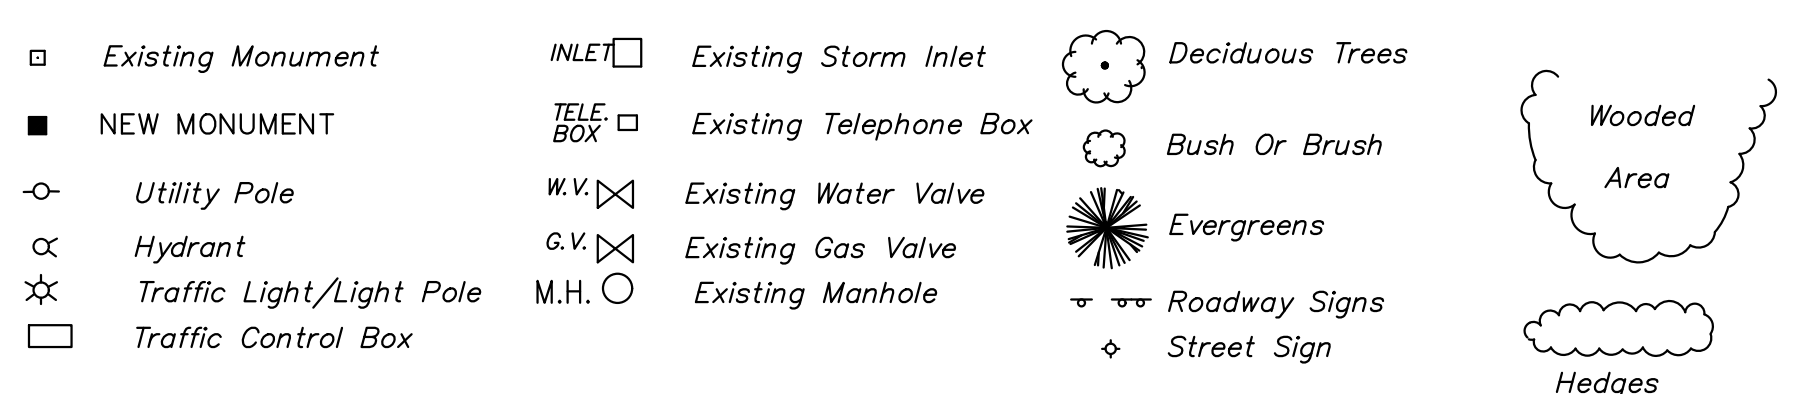 Existing Monument
NEW MONUMENT
Utility Pole
Hydrant
Traffic Light/Light Pole
Traffic Control Box
INLET Existing Storm Inlet
TELE.
BOX Existing Telephone Box
W.V. Existing Water Valve
G.V. Existing Gas Valve
M.H. Existing Manhole
Deciduous Trees
Bush Or Brush
Evergreens
Roadway Signs
Street Sign
Wooded
Area
Hedges